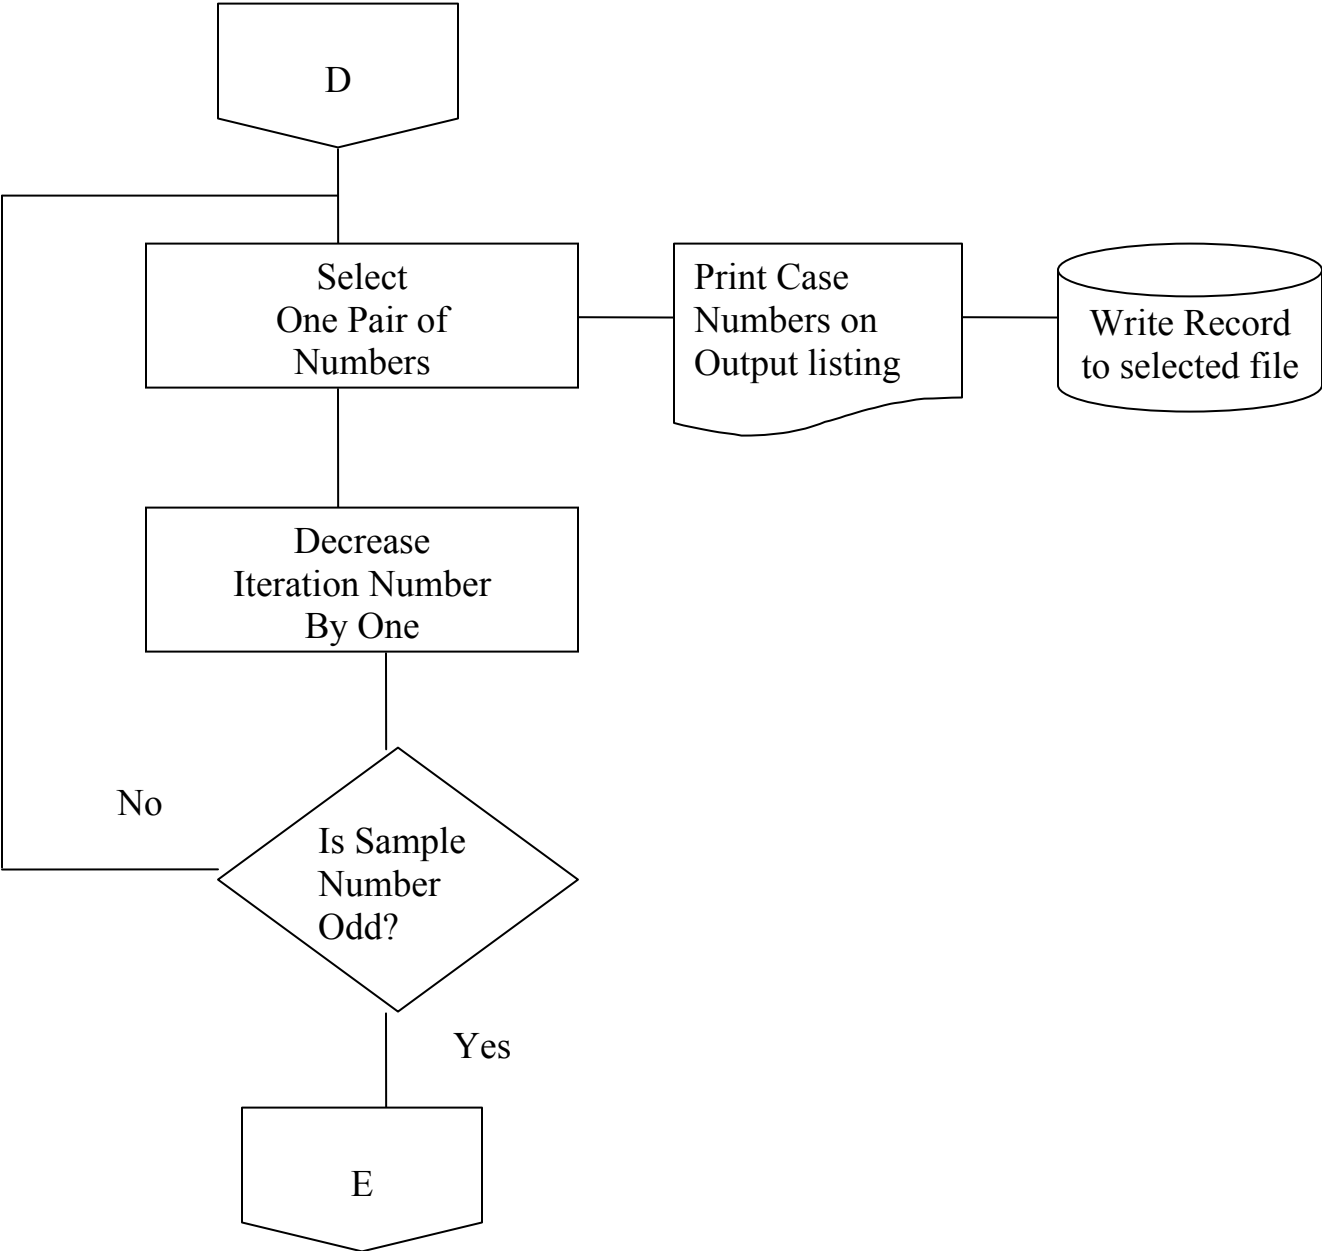 D
Select
One Pair of
Numbers
Print Case
Numbers on
Output listing
Write Record
to selected file
Decrease
Iteration Number
By One
No
Is Sample
Number
Odd?
Yes
E